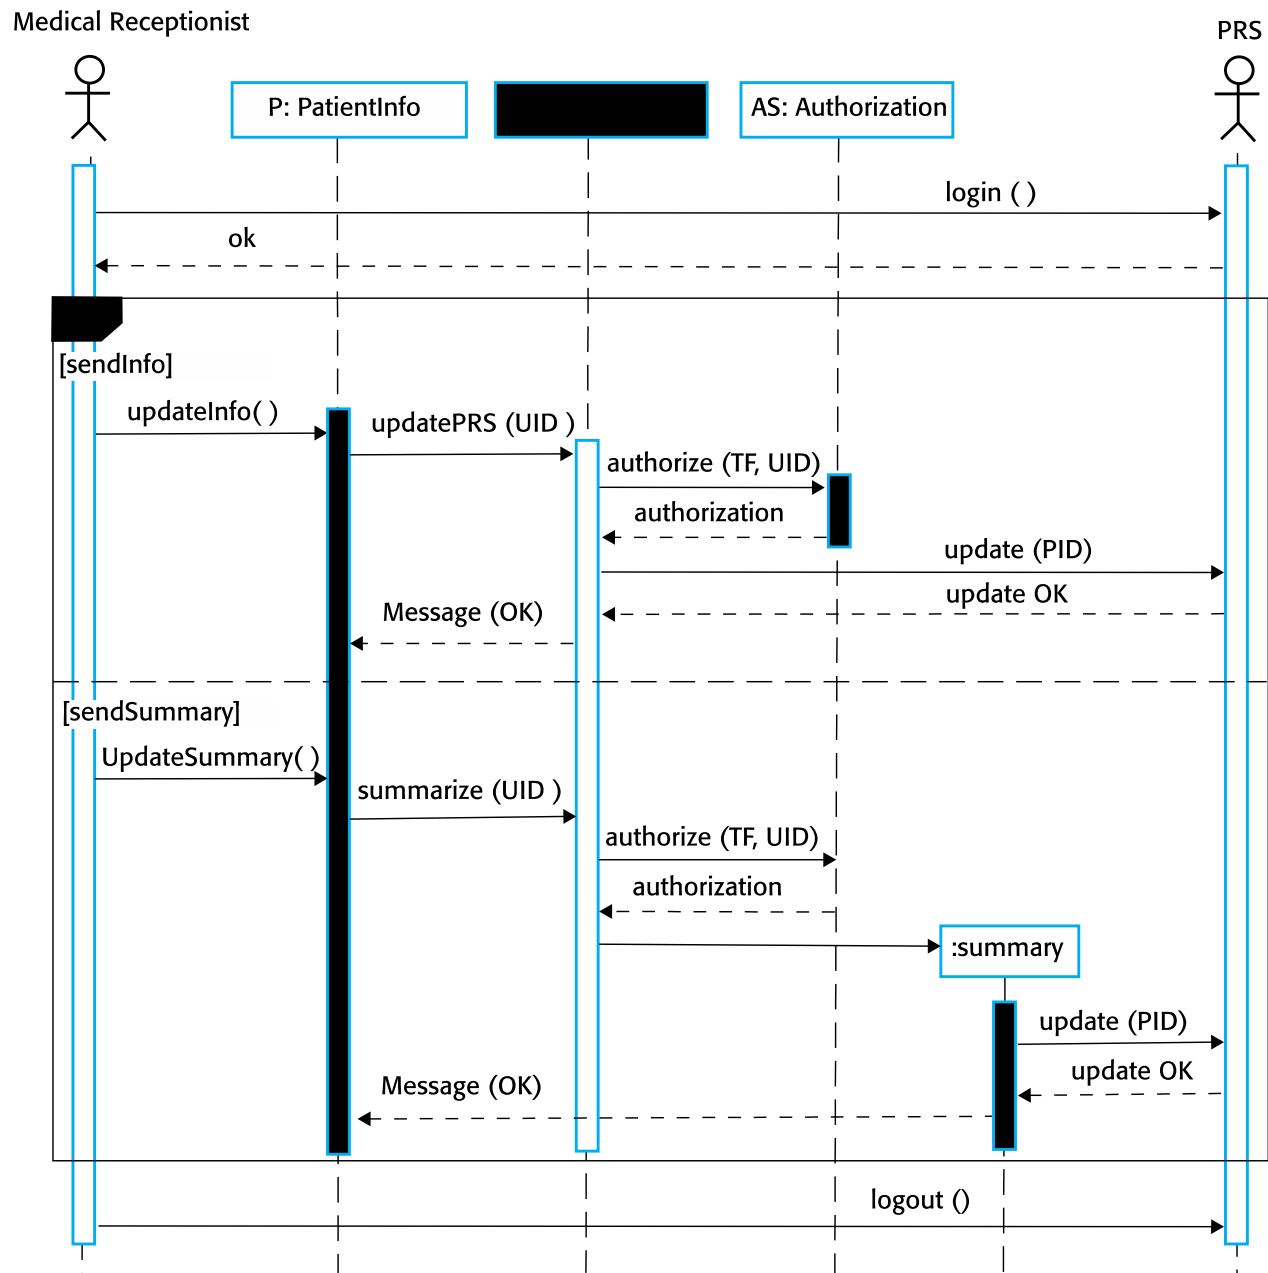 Medical Receptionist
PRS
P: PatientInfo
AS: Authorization
login ( )
ok
[sendInfo]
updateInfo( )
updatePRS (UID )
authorize (TF, UID)
authorization
update (PID)
update OK
Message (OK)
[sendSummary]
UpdateSummary( )
summarize (UID )
authorize (TF, UID)
authorization
:summary
update (PID)
update OK
Message (OK)
logout ()